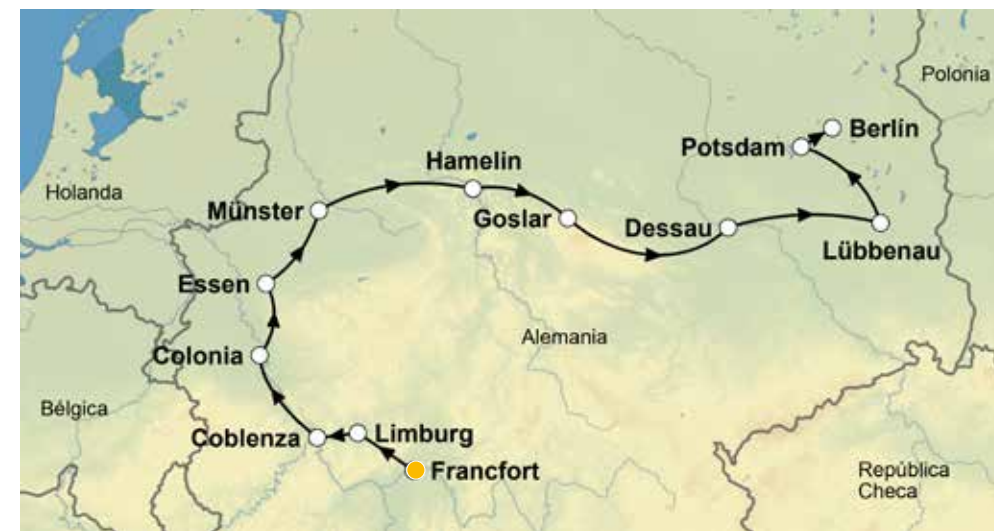 Polonia
Berlín
Potsdam
Hamelin
Holanda
Münster
Goslar
Dessau
Lübbenau
Essen
Alemania
Colonia
Bélgica
Coblenza
Limburg
Francfort
República
Checa